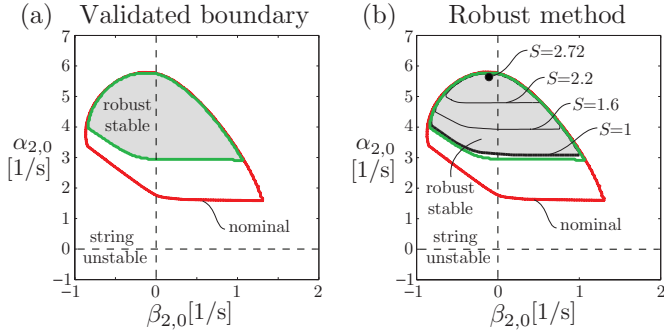 (a) Validated boundary
7
6
5
4
3
2
1
0
−1
α2,0
[1/s]
robust
stable
nominal
string
unstable
−1
0
1
2
β2,0[1/s]
(b) Robust method
7
6
5
4
3
2
1
0
−1
α2,0
[1/s]
S=2.72
S=2.2
S=1.6
S=1
robust
stable
nominal
string
unstable
−1
0
1
2
β2,0[1/s]